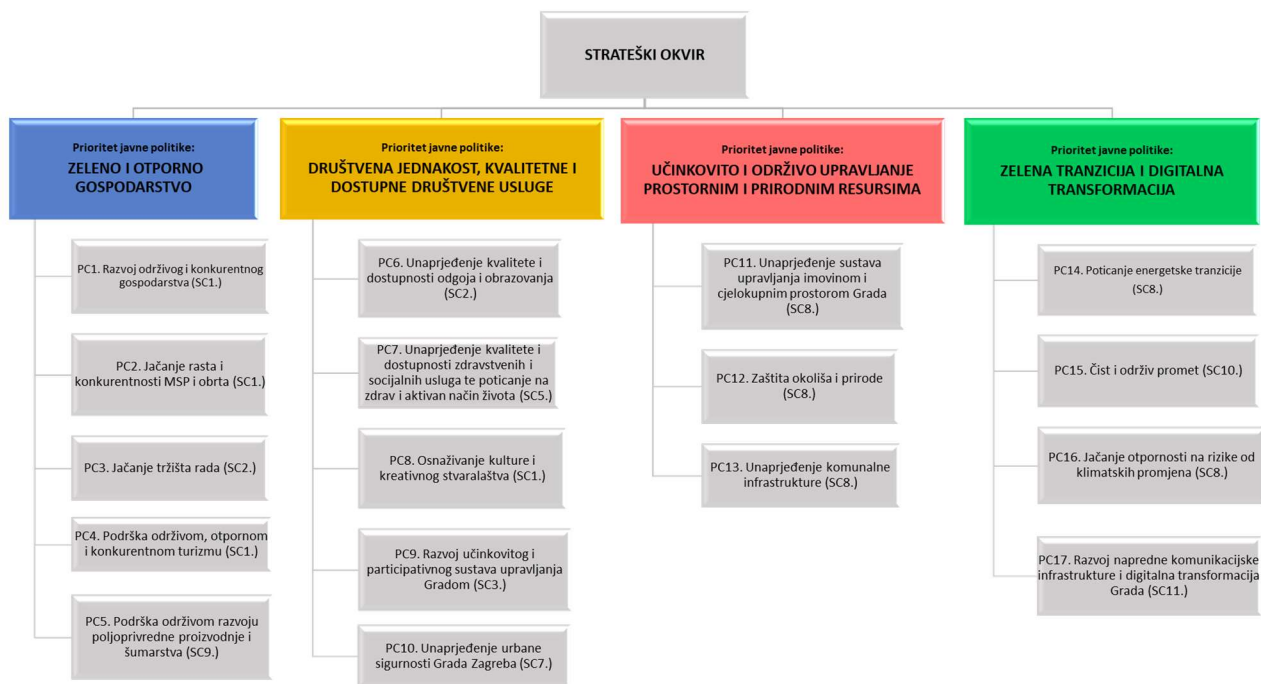 STRATEŠKI OKVIR
Prioritet javne politike:
ZELENO I OTPORNO
GOSPODARSTVO
PC1. Razvoj održivog i konkurentnog
gospodarstva (SC1.)
PC2. Jačanje rasta i
konkurentnosti MSP i obrta (SC1.)
PC3. Jačanje tržišta rada (SC2.)
PC4. Podrška održivom, otpornom
i konkurentnom turizmu (SC1.)
PC5. Podrška održivom razvoju
poljoprivredne proizvodnje i
šumarstva (SC9.)
Prioritet javne politike:
DRUŠTVENA JEDNAKOST, KVALITETNE I
DOSTUPNE DRUŠTVENE USLUGE
PC6. Unaprjeđenje kvalitete i
dostupnosti odgoja i obrazovanja
(SC2.)
PC7. Unaprjeđenje kvalitete i
dostupnosti zdravstvenih i
socijalnih usluga te poticanje na
zdrav i aktivan način života (SC5.)
PC8. Osnaživanje kulture i
kreativnog stvaralaštva (SC1.)
PC9. Razvoj učinkovitog i
participativnog sustava upravljanja
Gradom (SC3.)
PC10. Unaprjeđenje urbane
sigurnosti Grada Zagreba (SC7.)
Prioritet javne politike:
UČINKOVITO I ODRŽIVO UPRAVLJANJE
PROSTORNIM I PRIRODNIM RESURSIMA
PC11. Unaprjeđenje sustava
upravljanja imovinom i
cjelokupnim prostorom Grada
(SC8.)
PC12. Zaštita okoliša i prirode
(SC8.)
PC13. Unaprjeđenje komunalne
infrastrukture (SC8.)
Prioritet javne politike:
ZELENA TRANZICIJA I DIGITALNA
TRANSFORMACIJA
PC14. Poticanje energetske tranzicije
(SC8.)
PC15. Čist i održiv promet (SC10.)
PC16. Jačanje otpornosti na rizike od
klimatskih promjena (SC8.)
PC17. Razvoj napredne komunikacijske
infrastrukture i digitalna transformacija
Grada (SC11.)